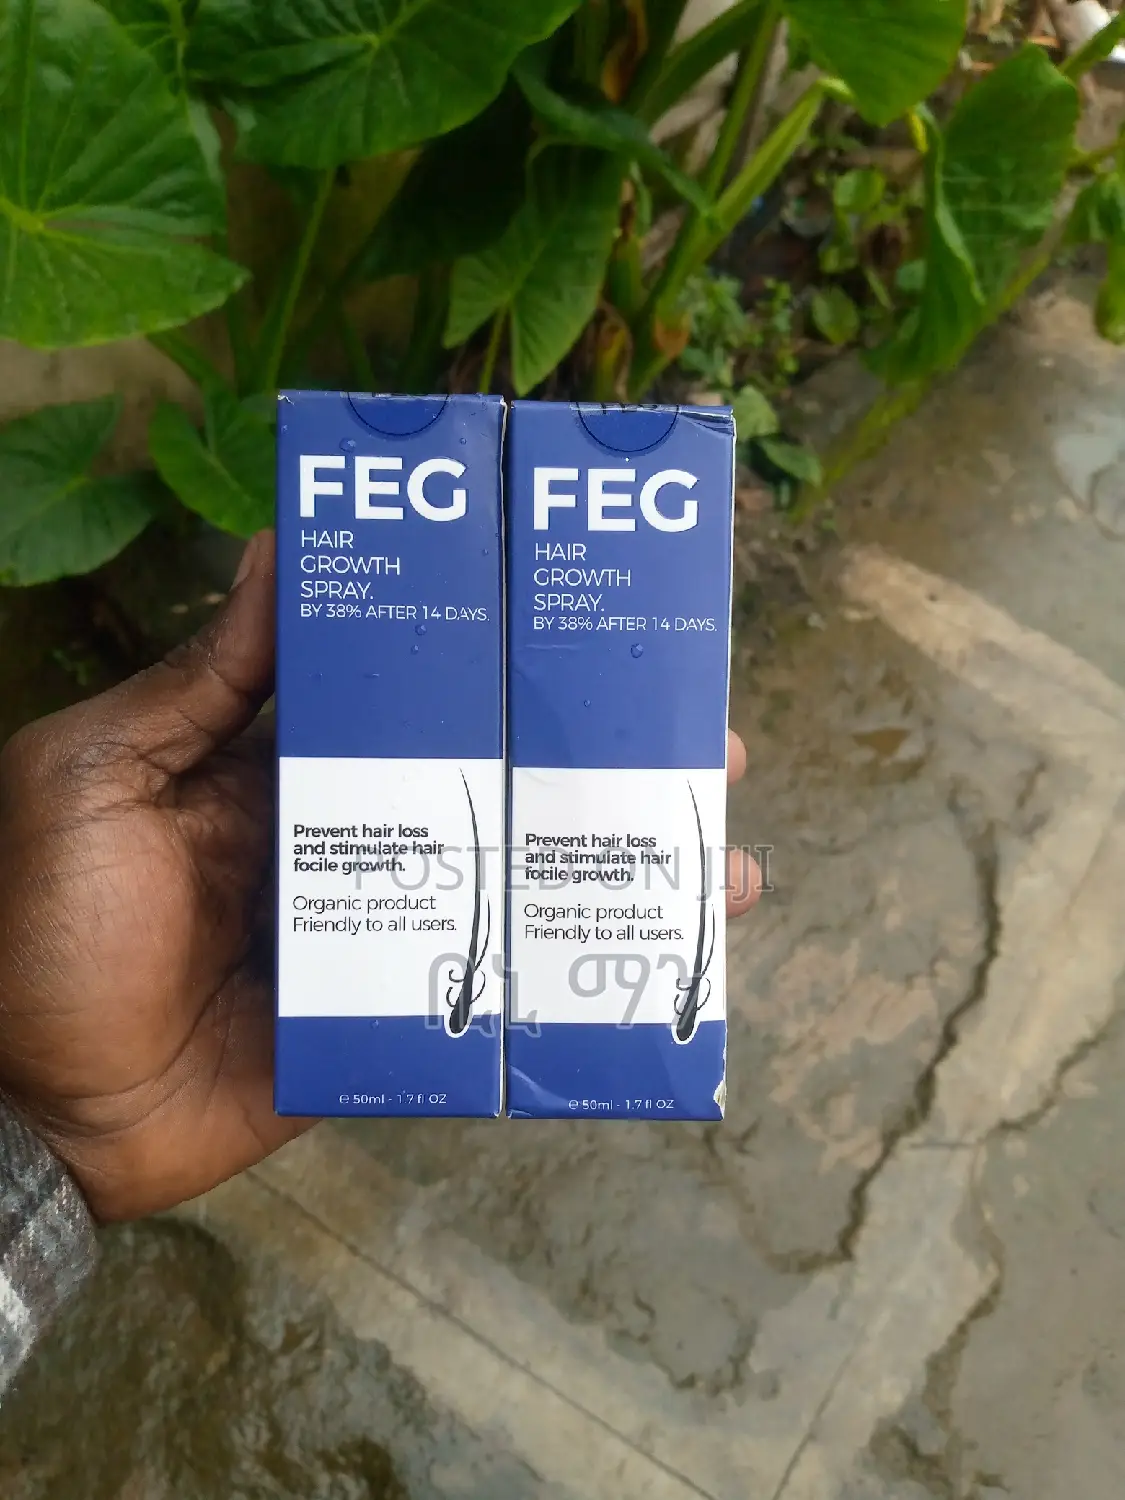 FEG
HAIR
GROWTH
SPRAY.
BY 38% AFTER 14 DAYS.
Prevent hair loss
and stimulate hair
focile growth.
Organic product
Friendly to all users.
℮ 50ml - 1.7 fl OZ
FEG
HAIR
GROWTH
SPRAY.
BY 38% AFTER 14 DAYS.
Prevent hair loss
and stimulate hair
focile growth.
Organic product
Friendly to all users.
℮ 50ml - 1.7 fl OZ
POSTED ON JIJI